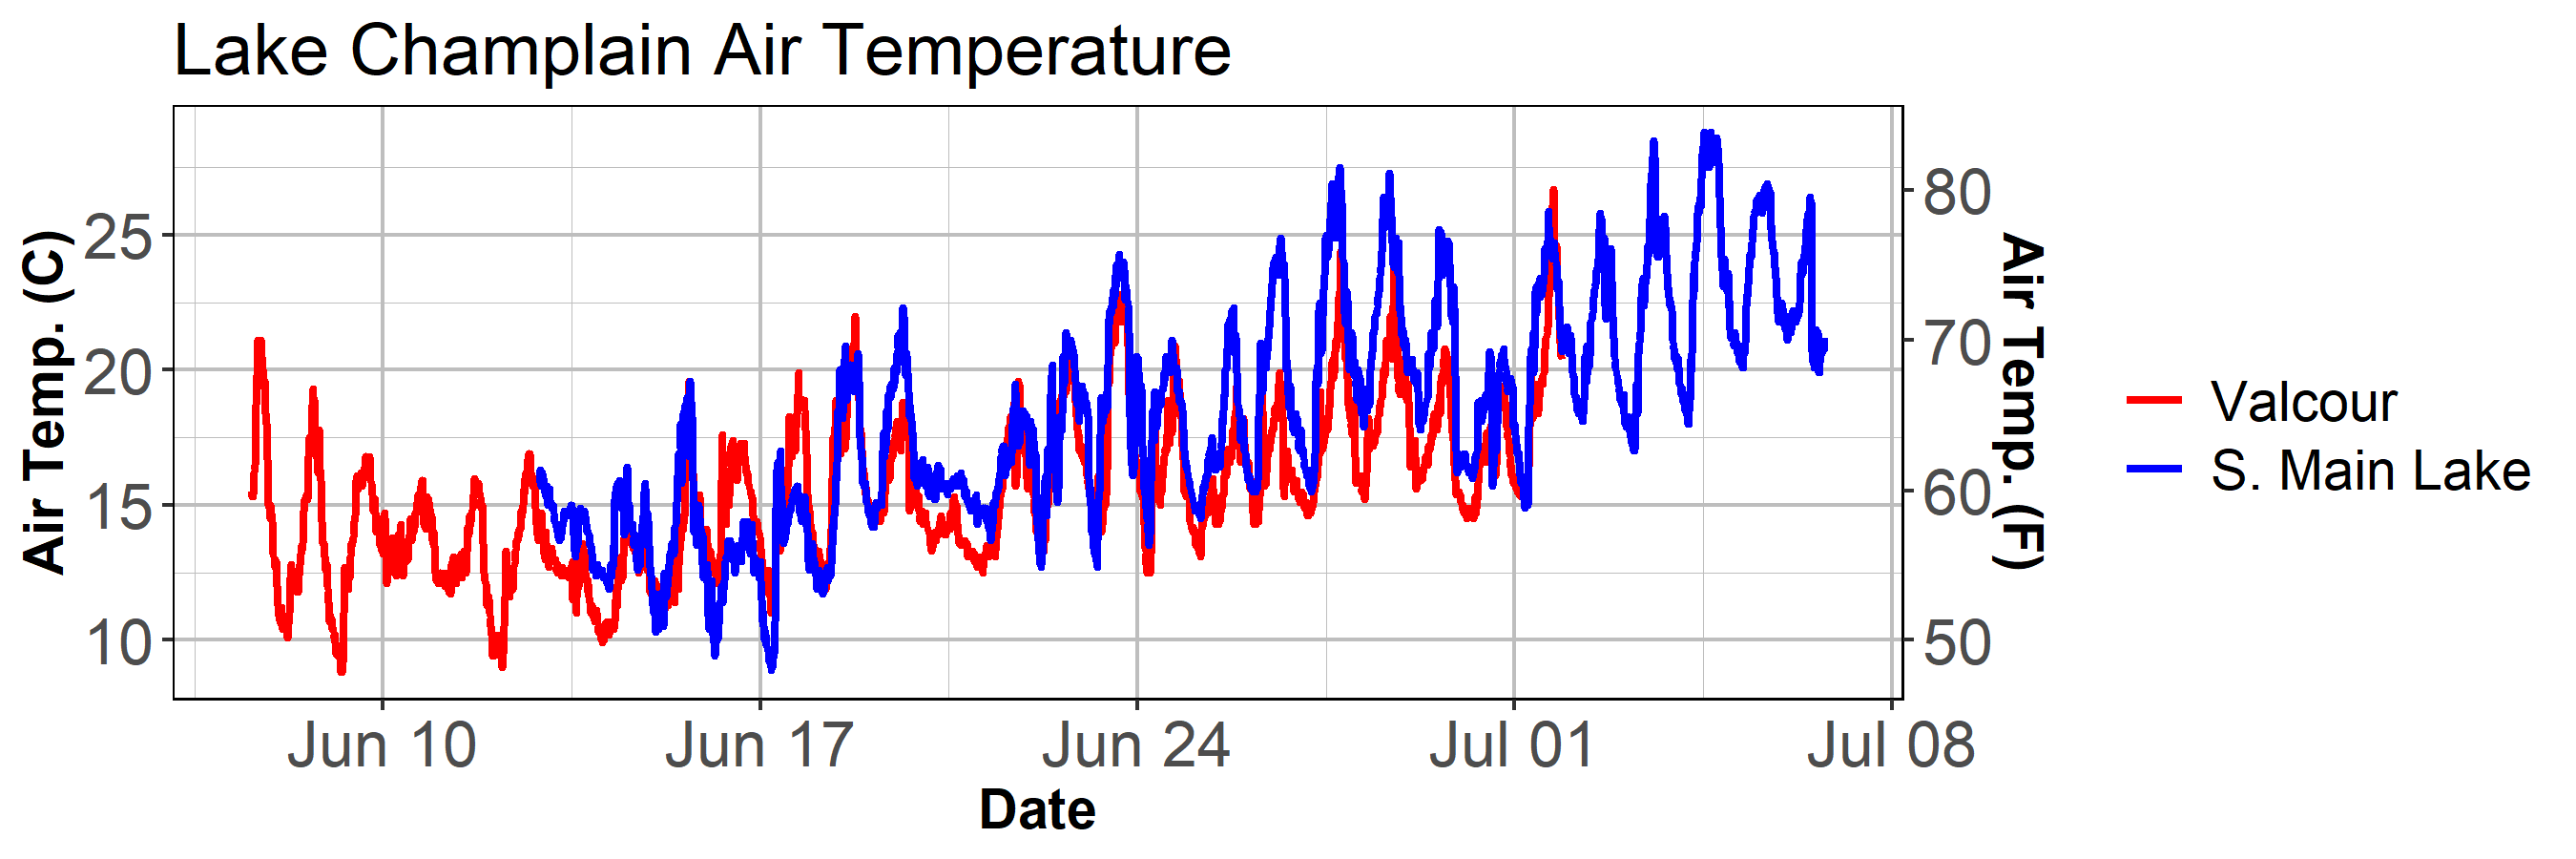 Lake Champlain Air Temperature
Air Temp. (C)
25
20
15
10
80
70
60
50
Air Temp. (F)
Jun 10
Jun 17
Jun 24
Jul 01
Jul 08
Date
Valcour
S. Main Lake